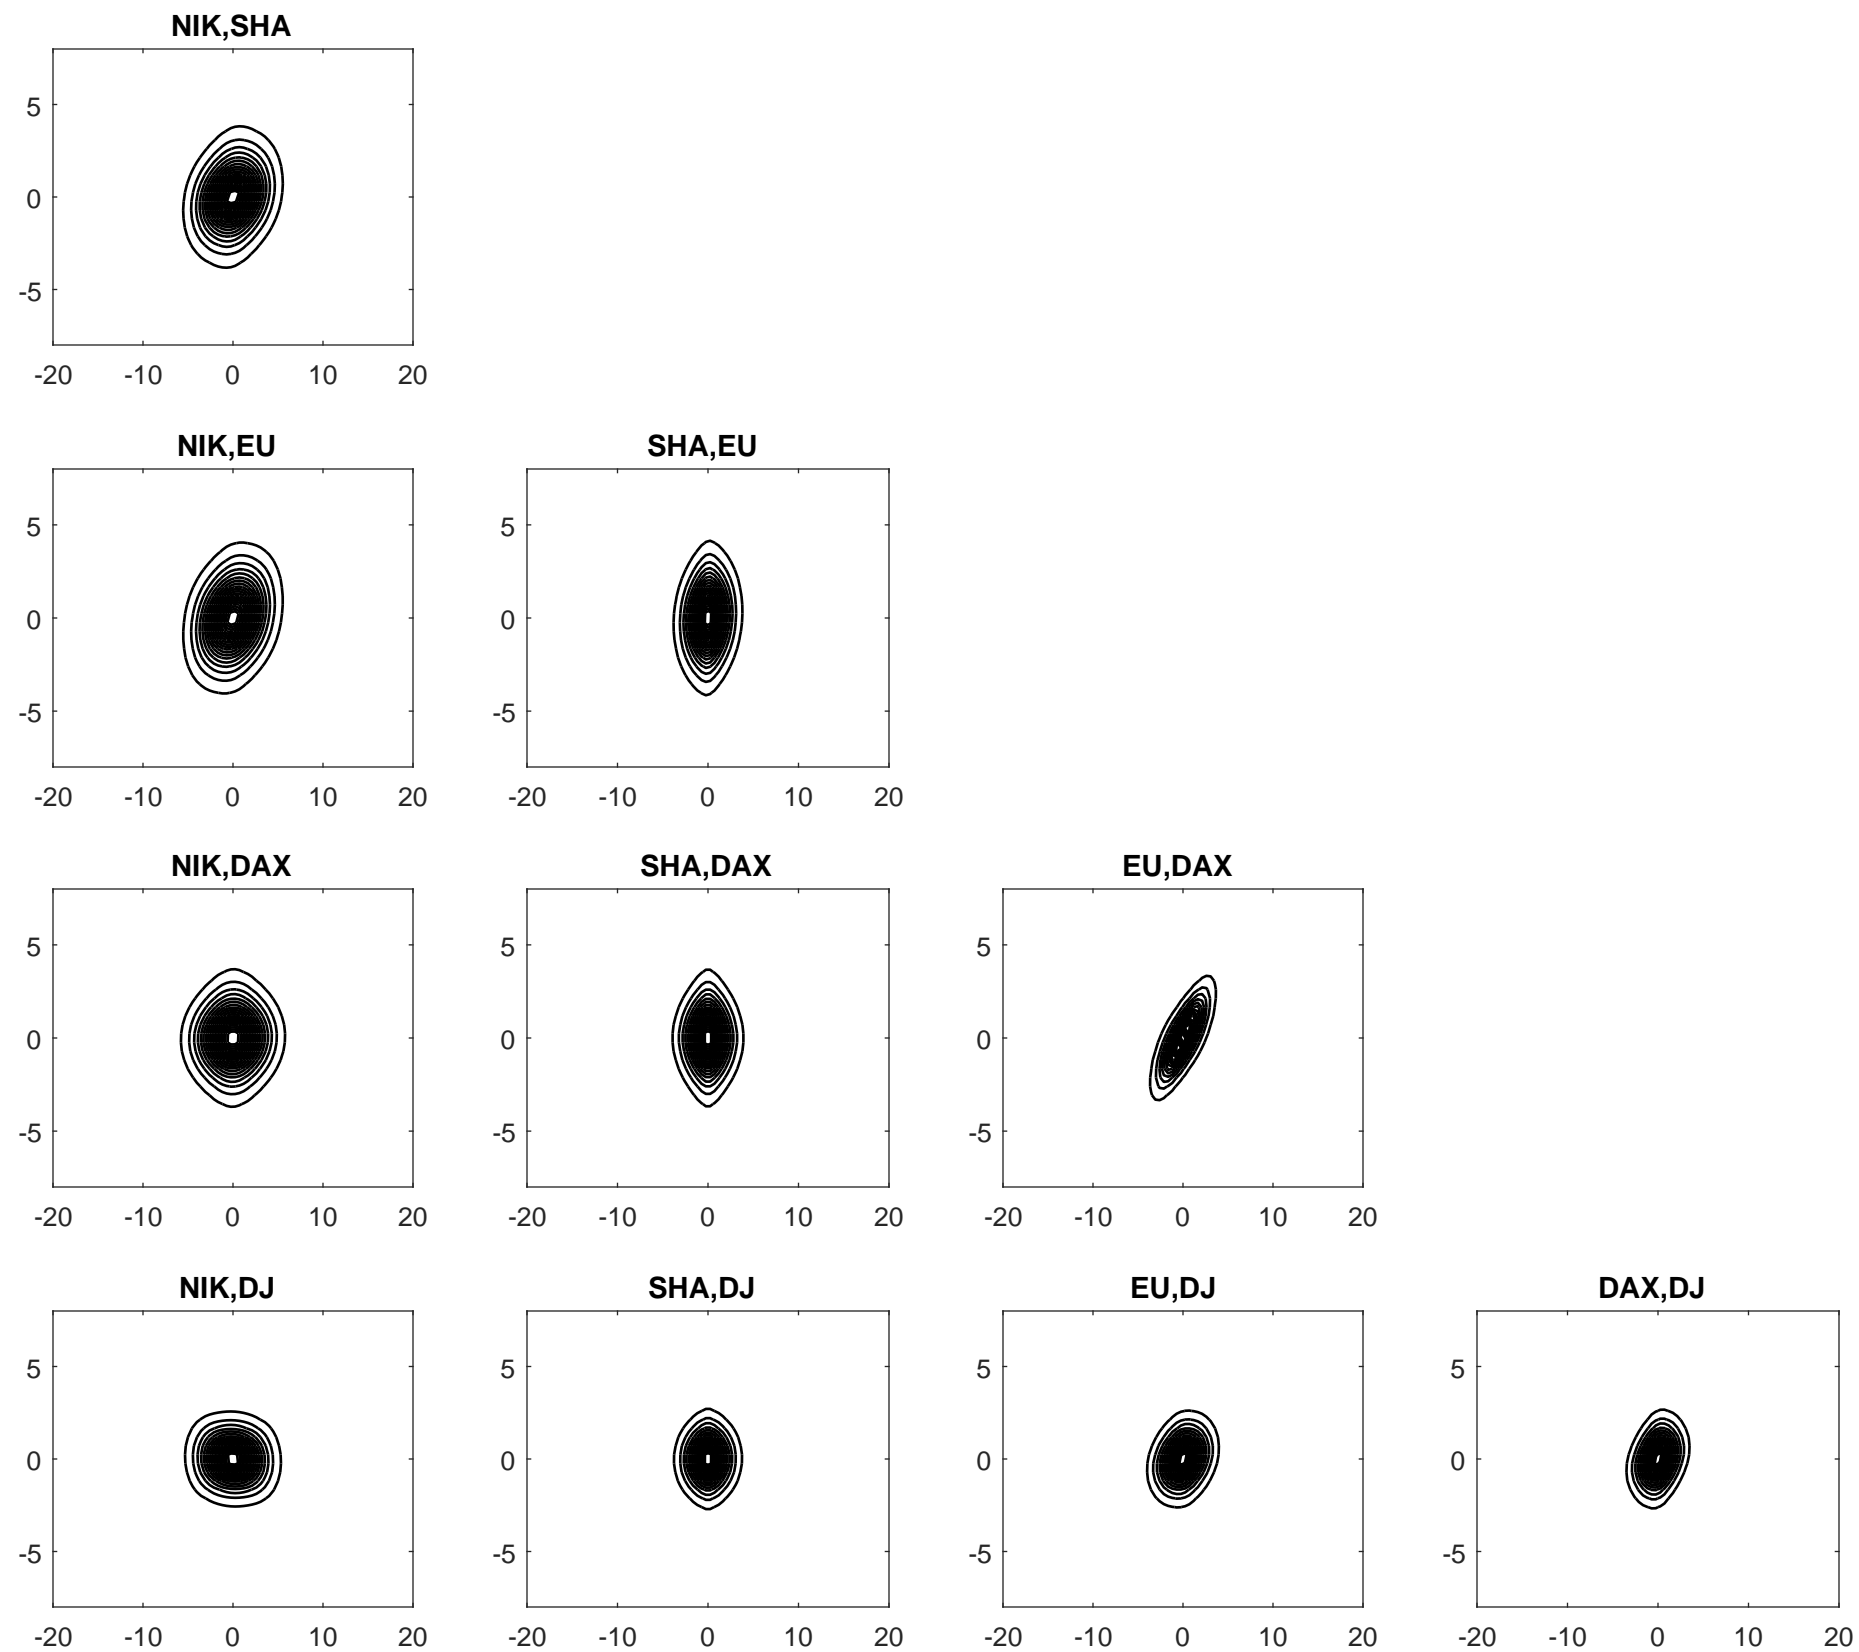 NIK,SHA
5
0
-5
-20 -10 0 10 20
NIK,EU SHA,EU
5 5
0 0
-5 -5
-20 -10 0 10 20 -20 -10 0 10 20
NIK,DAX SHA,DAX EU,DAX
5 5 5
0 0 0
-5 -5 -5
-20 -10 0 10 20 -20 -10 0 10 20 -20 -10 0 10 20
NIK,DJ SHA,DJ EU,DJ DAX,DJ
5 5 5 5
0 0 0 0
-5 -5 -5 -5
-20 -10 0 10 20 -20 -10 0 10 20 -20 -10 0 10 20 -20 -10 0 10 20